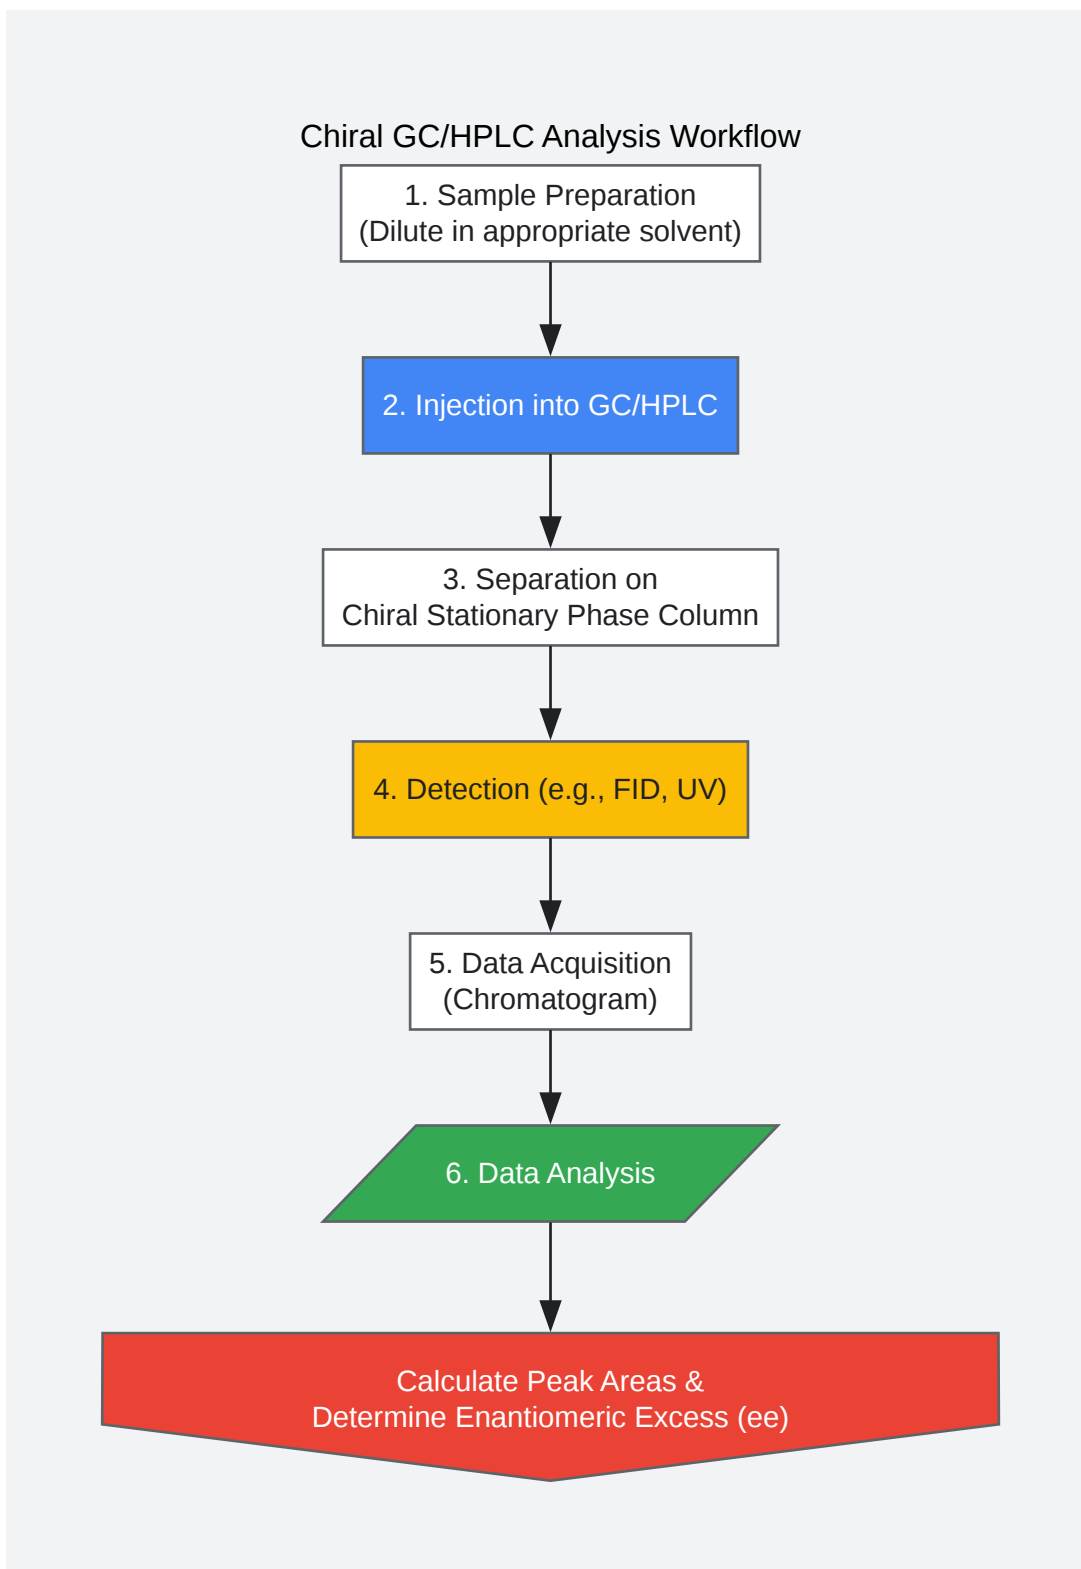 Chiral GC/HPLC Analysis Workflow
1. Sample Preparation
(Dilute in appropriate solvent)
2. Injection into GC/HPLC
3. Separation on
Chiral Stationary Phase Column
4. Detection (e.g., FID, UV)
5. Data Acquisition
(Chromatogram)
6. Data Analysis
Calculate Peak Areas &
Determine Enantiomeric Excess (ee)